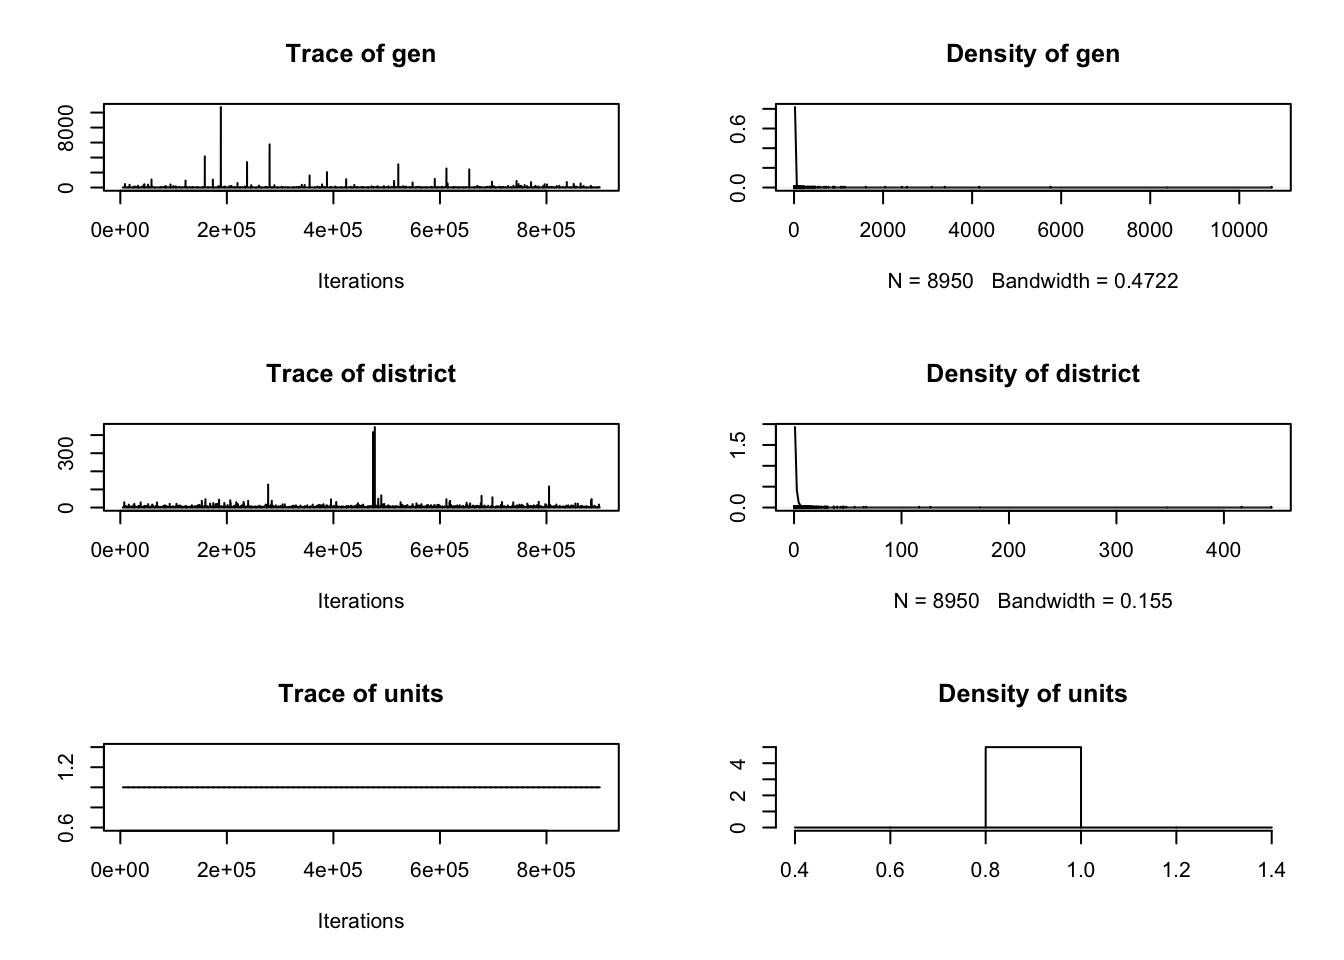 Trace of gen
8000
0
0e+00 2e+05 4e+05 6e+05 8e+05
Iterations
Density of gen
0.6
0.0
0 2000 4000 6000 8000 10000
N = 8950 Bandwidth = 0.4722
Trace of district
300
0
0e+00 2e+05 4e+05 6e+05 8e+05
Iterations
Density of district
1.5
0.0
0 100 200 300 400
N = 8950 Bandwidth = 0.155
Trace of units
1.2
0.6
0e+00 2e+05 4e+05 6e+05 8e+05
Iterations
Density of units
4
2
0
0.4 0.6 0.8 1.0 1.2 1.4